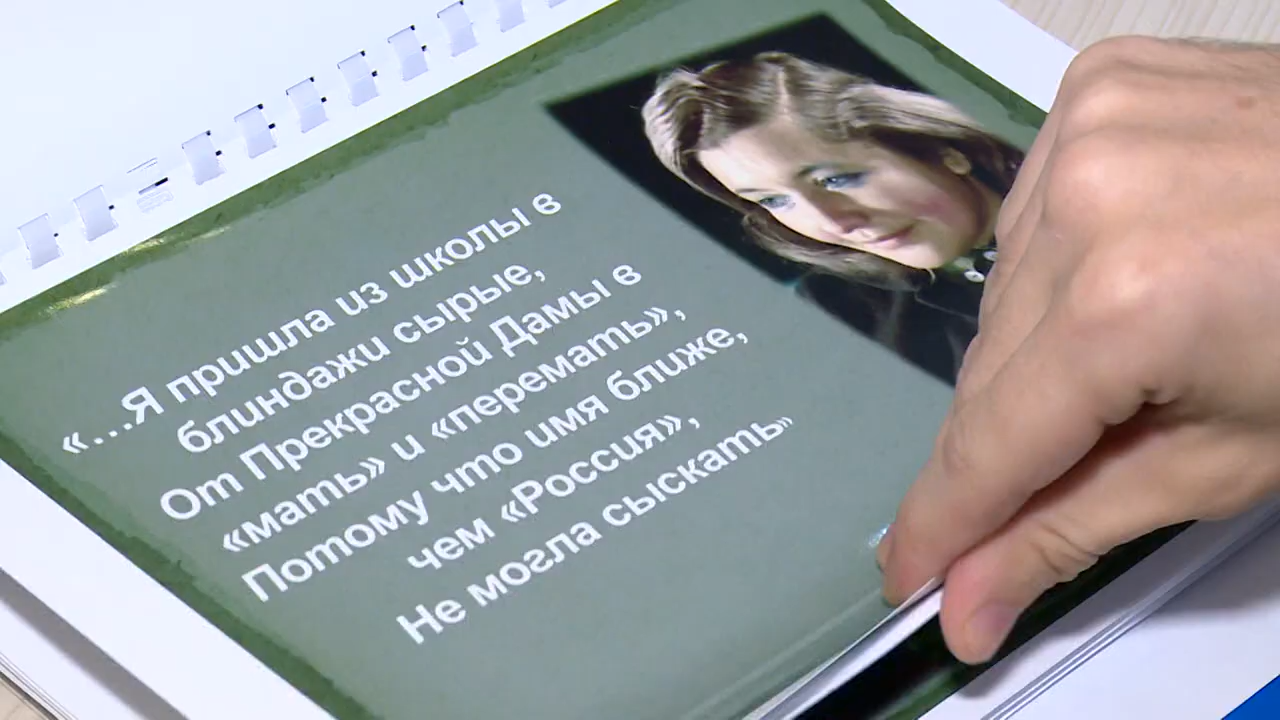 «...Я пришла из школы в
блиндажи сырые,
От Прекрасной Дамы в
«мать» и «перемать»,
Потому что имя ближе,
чем «Россия»,
Не могла сыскать»